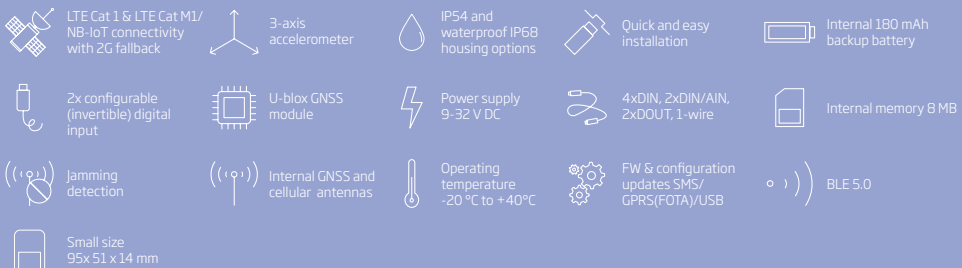 LTE Cat 1 & LTE Cat M1/
NB-IoT connectivity
with 2G fallback
3-axis
accelerometer
IP54 and
waterproof IP68
housing options
Quick and easy
installation
Internal 180 mAh
backup battery
2x configurable
(invertible) digital
input
U-blox GNSS
module
Power supply
9-32 V DC
4xDIN, 2xDIN/AIN,
2xDOUT, 1-wire
Internal memory 8 MB
Jamming
detection
Internal GNSS and
cellular antennas
Operating
temperature
-20 °C to +40°C
FW & configuration
updates SMS/
GPRS(FOTA)/USB
BLE 5.0
Small size
95x 51 x 14 mm